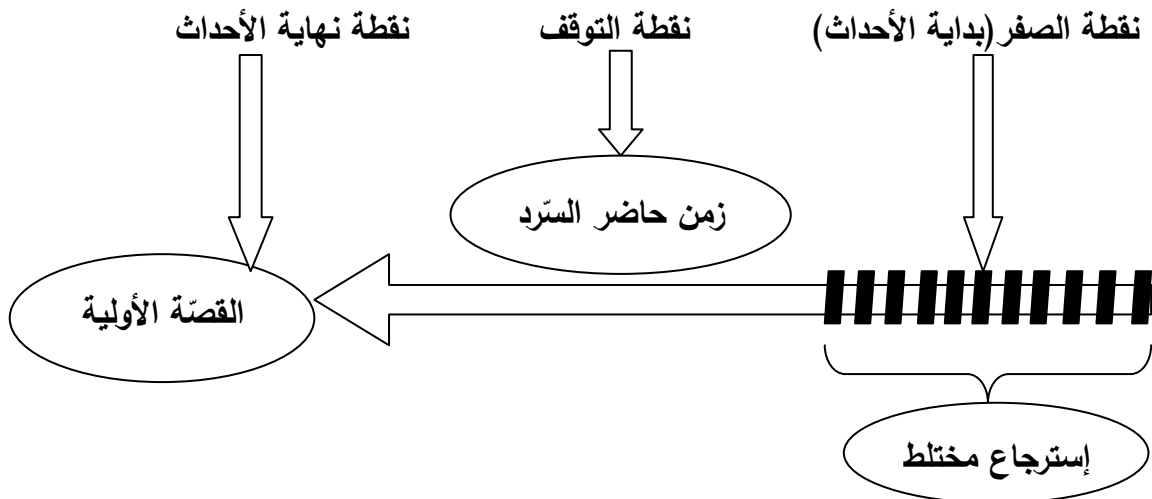 نقطة الصفر(بداية الأحداث)
نقطة التوقف
نقطة نهاية الأحداث
زمن حاضر السّرد
القصّة الأولية
إسترجاع مختلط